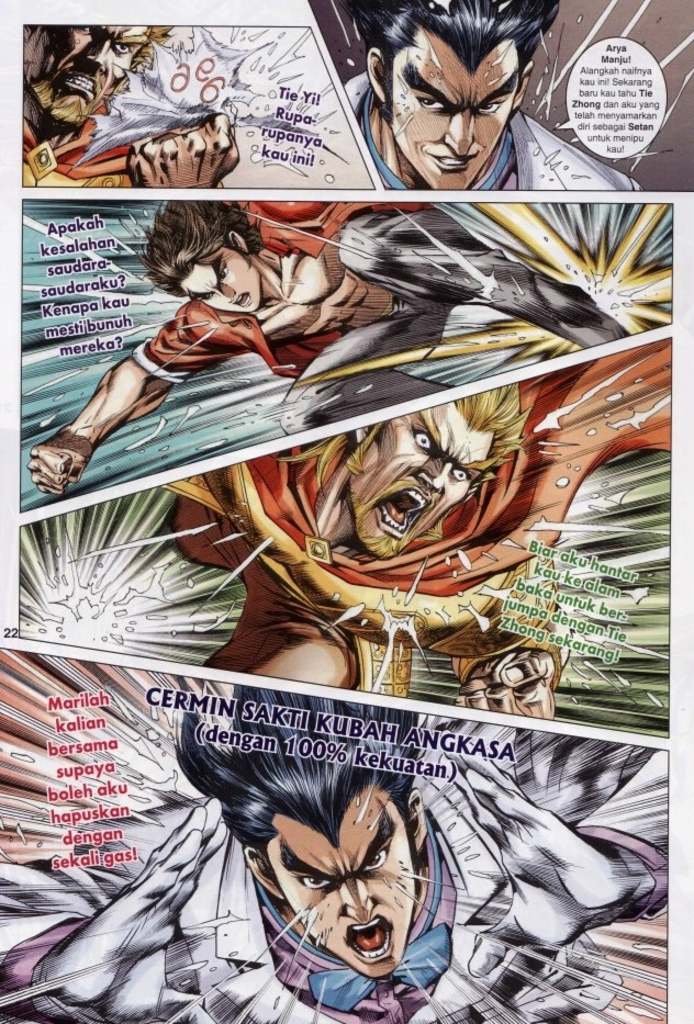 Tie Yi!
Rupa-
rupanya
kau ini!
Arya
Manju!
Alangkah naifnya
kau ini! Sekarang
baru kau tahu Tie
Zhong dan aku yang
telah menyamarkan
diri sebagai Setan
untuk menipu
kau!
Apakah
kesalahan
saudara-
saudaraku?
Kenapa kau
mesti bunuh
mereka?
Biar aku hantar
kau ke alam
baka untuk ber-
jumpa dengan Tie
Zhong sekarang!
22
CERMIN SAKTI KUBAH ANGKASA
(dengan 100% kekuatan)
Marilah
kalian
bersama
supaya
boleh aku
hapuskan
dengan
sekali gas!